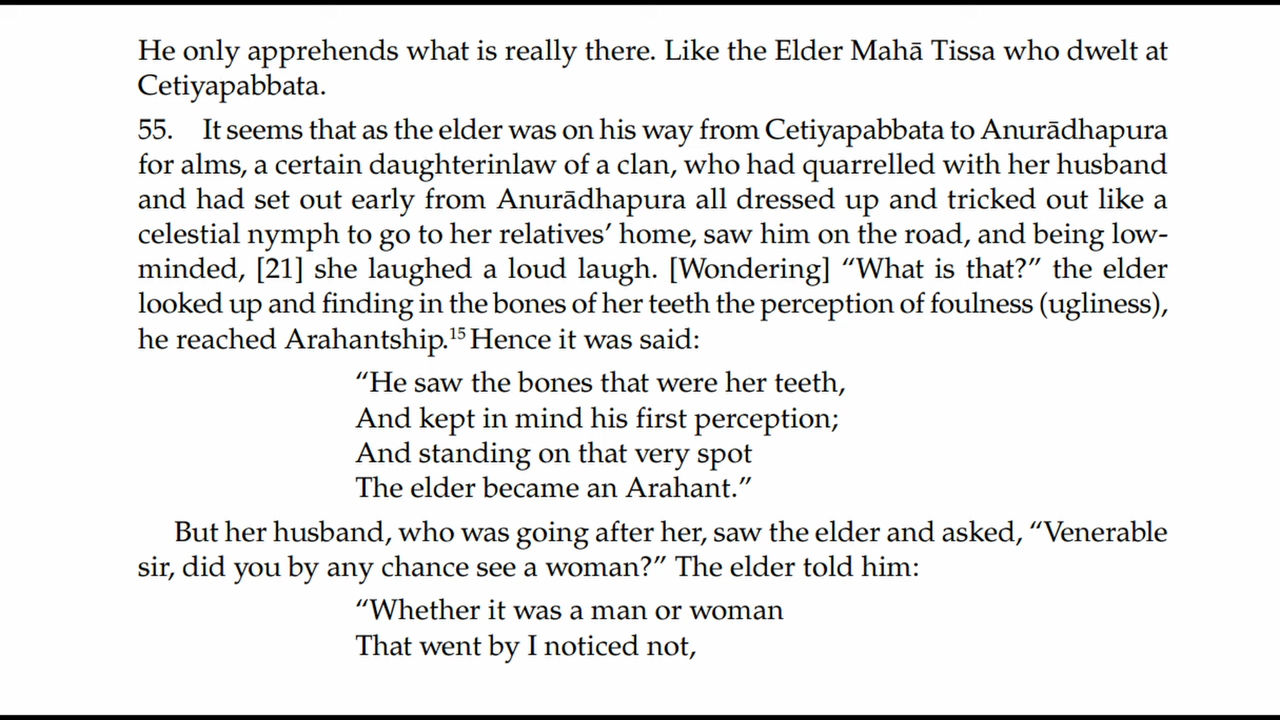 He only apprehends what is really there. Like the Elder Mahā Tissa who dwelt at
Cetiyapabbata.
55. It seems that as the elder was on his way from Cetiyapabbata to Anurādhapura
for alms, a certain daughterinlaw of a clan, who had quarrelled with her husband
and had set out early from Anurādhapura all dressed up and tricked out like a
celestial nymph to go to her relatives’ home, saw him on the road, and being low-
minded, [21] she laughed a loud laugh. [Wondering] “What is that?” the elder
looked up and finding in the bones of her teeth the perception of foulness (ugliness),
he reached Arahantship.¹⁵ Hence it was said:
“He saw the bones that were her teeth,
And kept in mind his first perception;
And standing on that very spot
The elder became an Arahant.”
But her husband, who was going after her, saw the elder and asked, “Venerable
sir, did you by any chance see a woman?” The elder told him:
“Whether it was a man or woman
That went by I noticed not,